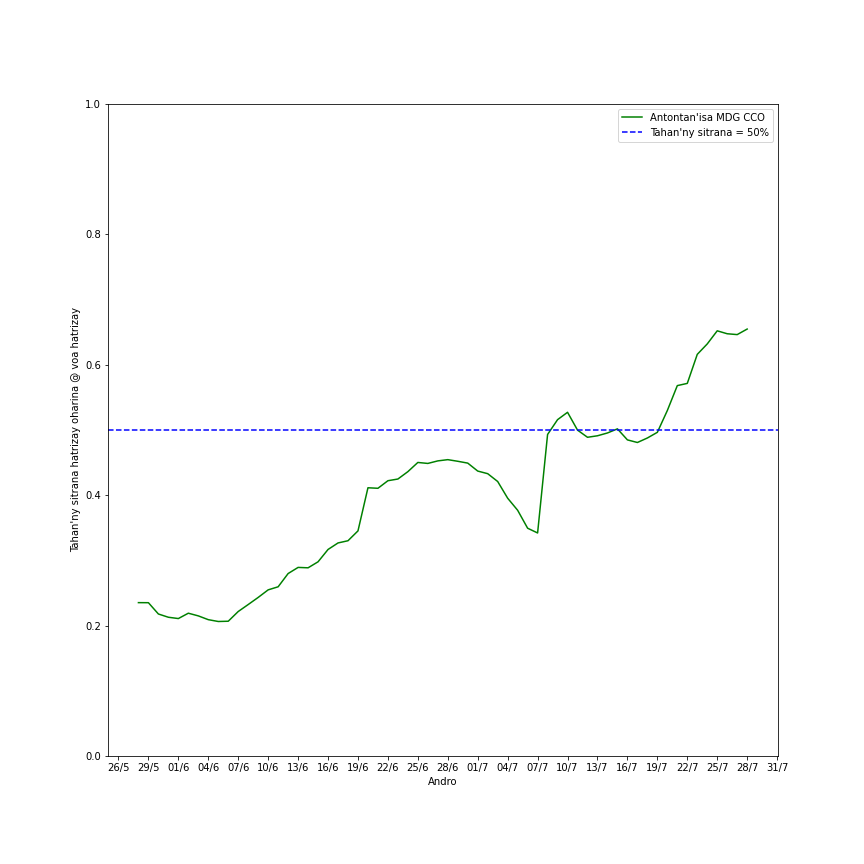 Antontan'isa MDG CCO
Tahan'ny sitrana = 50%
1.0
0.8
0.6
0.4
0.2
0.0
Tahan'ny sitrana hatrizay oharina @ voa hatrizay
26/5 29/5 01/6 04/6 07/6 10/6 13/6 16/6 19/6 22/6 25/6 28/6 01/7 04/7 07/7 10/7 13/7 16/7 19/7 22/7 25/7 28/7 31/7
Andro